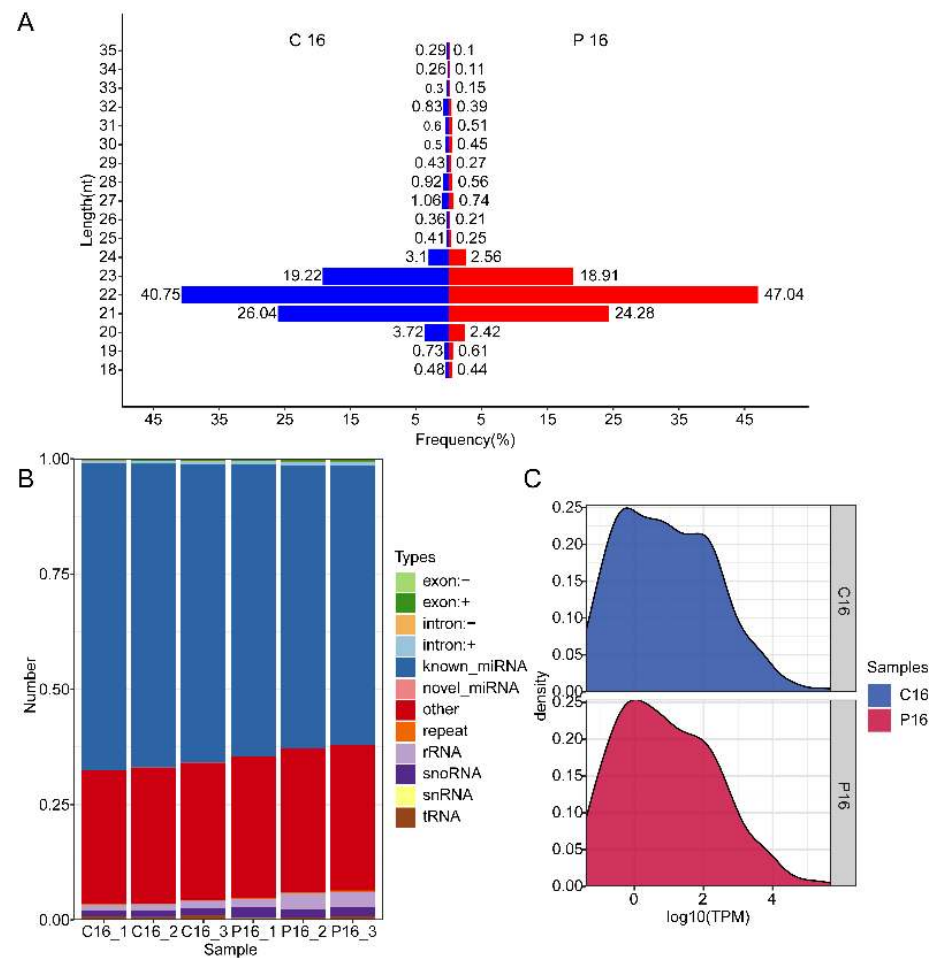 A
C 16
P 16
Length(nt)
35 0.29 0.1
34 0.26 0.11
33 0.3 0.15
32 0.83 0.39
31 0.6 0.51
30 0.5 0.45
29 0.43 0.27
28 0.92 0.56
27 1.06 0.74
26 0.36 0.21
25 0.41 0.25
24 3.1 2.56
23 19.22 18.91
22 40.75 47.04
21 26.04 24.28
20 3.72 2.42
19 0.73 0.61
18 0.48 0.44
45 35 25 15 5 5 15 25 35 45
Frequency(%)
B
Number
1.00
0.75
0.50
0.25
0.00
C16_1 C16_2 C16_3 P16_1 P16_2 P16_3
Sample
Types
exon:-
exon:+
intron:-
intron:+
known_miRNA
novel_miRNA
other
repeat
rRNA
snoRNA
snRNA
tRNA
C
density
0.25
0.20
0.15
0.10
0.05
0.00
C16
0.25
0.20
0.15
0.10
0.05
0.00
P16
0 2 4
log10(TPM)
Samples
C16
P16